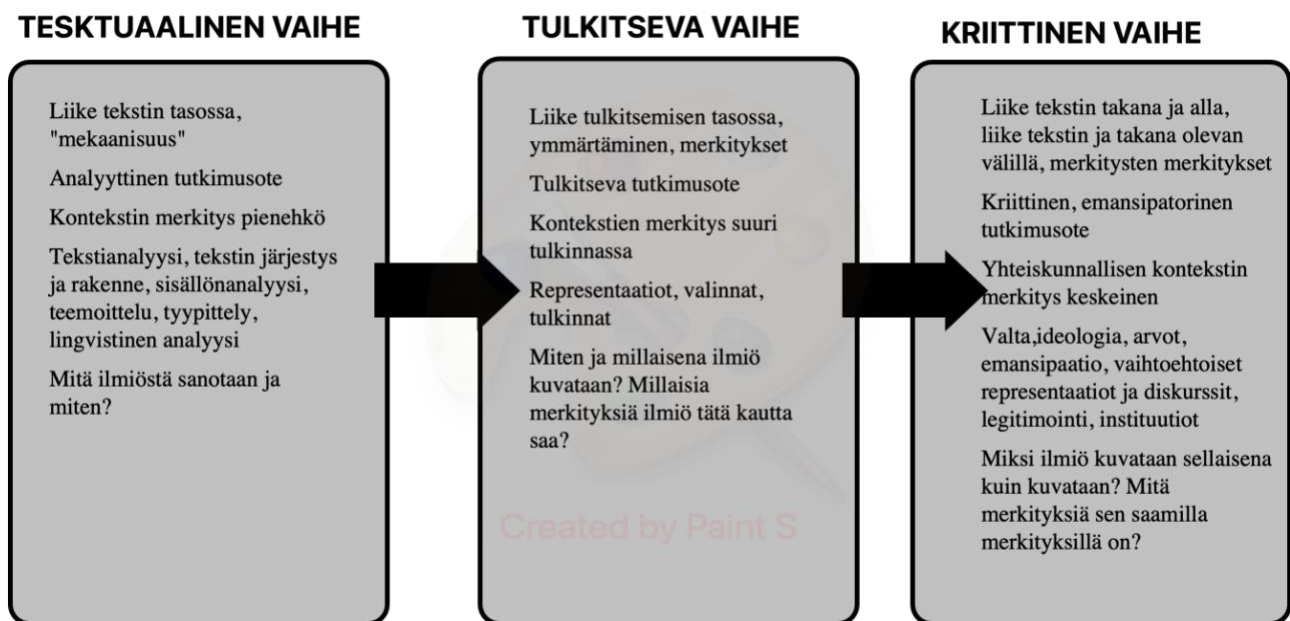 TESKTUAALINEN VAIHE
Liike tekstin tasossa,
"mekaanisuus"
Analyyttinen tutkimusote
Kontekstin merkitys pienehkö
Tekstianalyysi, tekstin järjestys
ja rakenne, sisällönanalyysi,
teemoittelu, tyypittely,
lingvistinen analyysi
Mitä ilmiöstä sanotaan ja
miten?
TULKITSEVA VAIHE
Liike tulkitsemisen tasossa,
ymmärtäminen, merkitykset
Tulkitseva tutkimusote
Kontekstien merkitys suuri
tulkinnassa
Representaatiot, valinnat,
tulkinnat
Miten ja millaisena ilmiö
kuvataan? Millaisia
merkityksiä ilmiö tätä kautta
saa?
Created by Paint S
KRIITTINEN VAIHE
Liike tekstin takana ja alla,
liike tekstin ja takana olevan
välillä, merkitysten merkitykset
Kriittinen, emansipatorinen
tutkimusote
Yhteiskunnallisen kontekstin
merkitys keskeinen
Valta,ideologia, arvot,
emansipaatio, vaihtoehtoiset
representaatiot ja diskurssit,
legitimointi, instituutiot
Miksi ilmiö kuvataan sellaisena
kuin kuvataan? Mitä
merkityksiä sen saamilla
merkityksillä on?